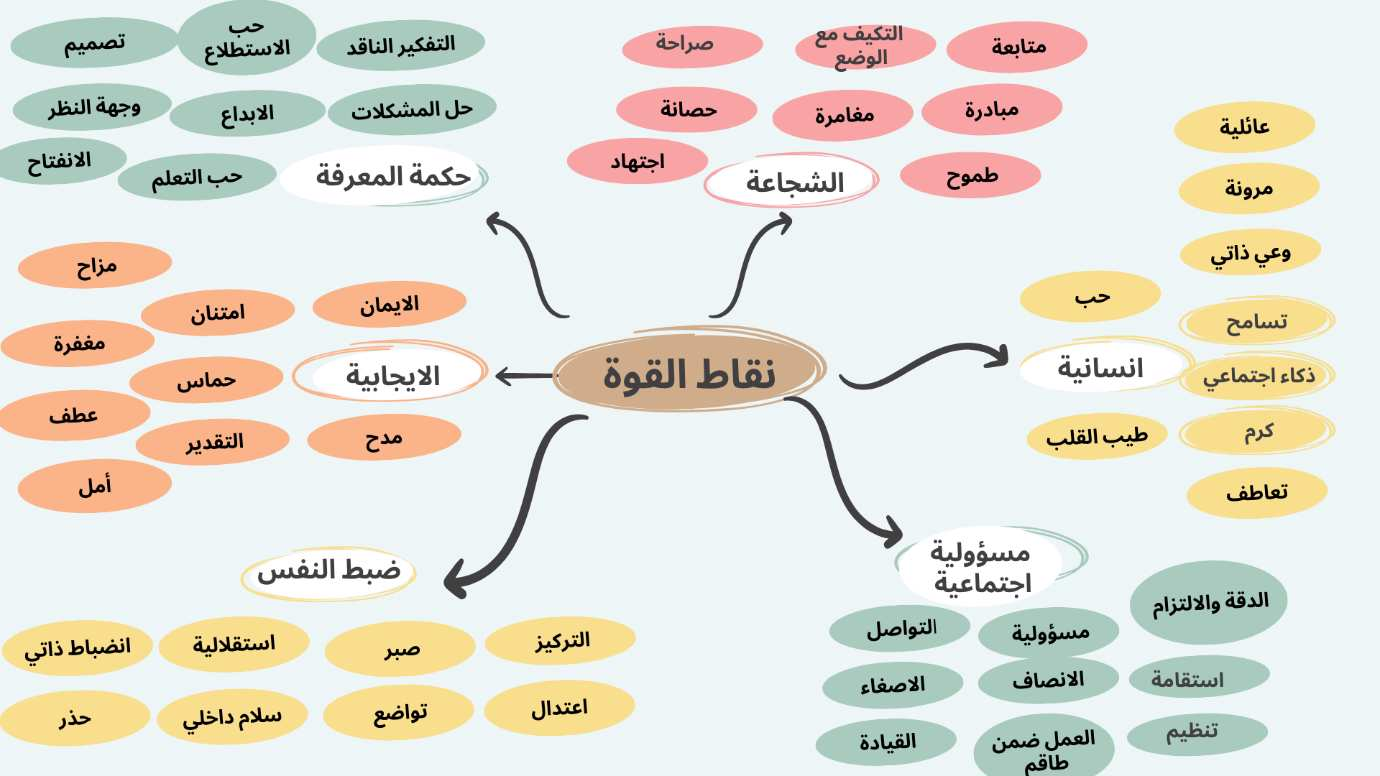 نقاط القوة
الشجاعة
متابعة
التكيف مع
الوضع
صراحة
مبادرة
مغامرة
حصانة
طموح
اجتهاد
حكمة المعرفة
التفكير الناقد
حب
الاستطلاع
تصميم
حل المشكلات
الابداع
وجهة النظر
حب التعلم
الانفتاح
انسانية
عائلية
مرونة
وعي ذاتي
حب
تسامح
ذكاء اجتماعي
كرم
طيب القلب
تعاطف
الايجابية
مزاح
الايمان
امتنان
مغفرة
حماس
عطف
مدح
التقدير
أمل
مسؤولية
اجتماعية
الدقة والالتزام
مسؤولية
التواصل
استقامة
الانصاف
الاصغاء
تنظيم
العمل ضمن
طاقم
القيادة
ضبط النفس
التركيز
صبر
استقلالية
انضباط ذاتي
اعتدال
تواضع
سلام داخلي
حذر